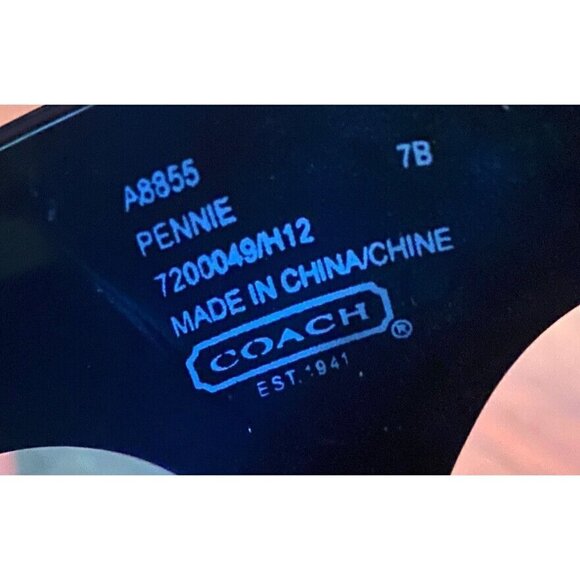 A8855 7B
PENNIE
7200049/H12
MADE IN CHINA/CHINE
COACH ®
EST. 1941